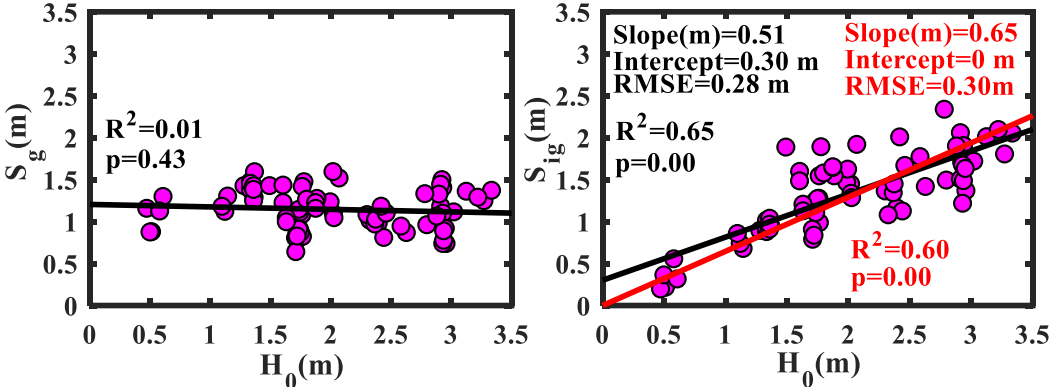 3.5
3
2.5
2
1.5
1
0.5
0
S_g(m)
R²=0.01
p=0.43
0 0.5 1 1.5 2 2.5 3 3.5
H_0(m)
3.5
3
2.5
2
1.5
1
0.5
0
S_ig(m)
Slope(m)=0.51
Intercept=0.30 m
RMSE=0.28 m
Slope(m)=0.65
Intercept=0 m
RMSE=0.30m
R²=0.65
p=0.00
R²=0.60
p=0.00
0 0.5 1 1.5 2 2.5 3 3.5
H_0(m)